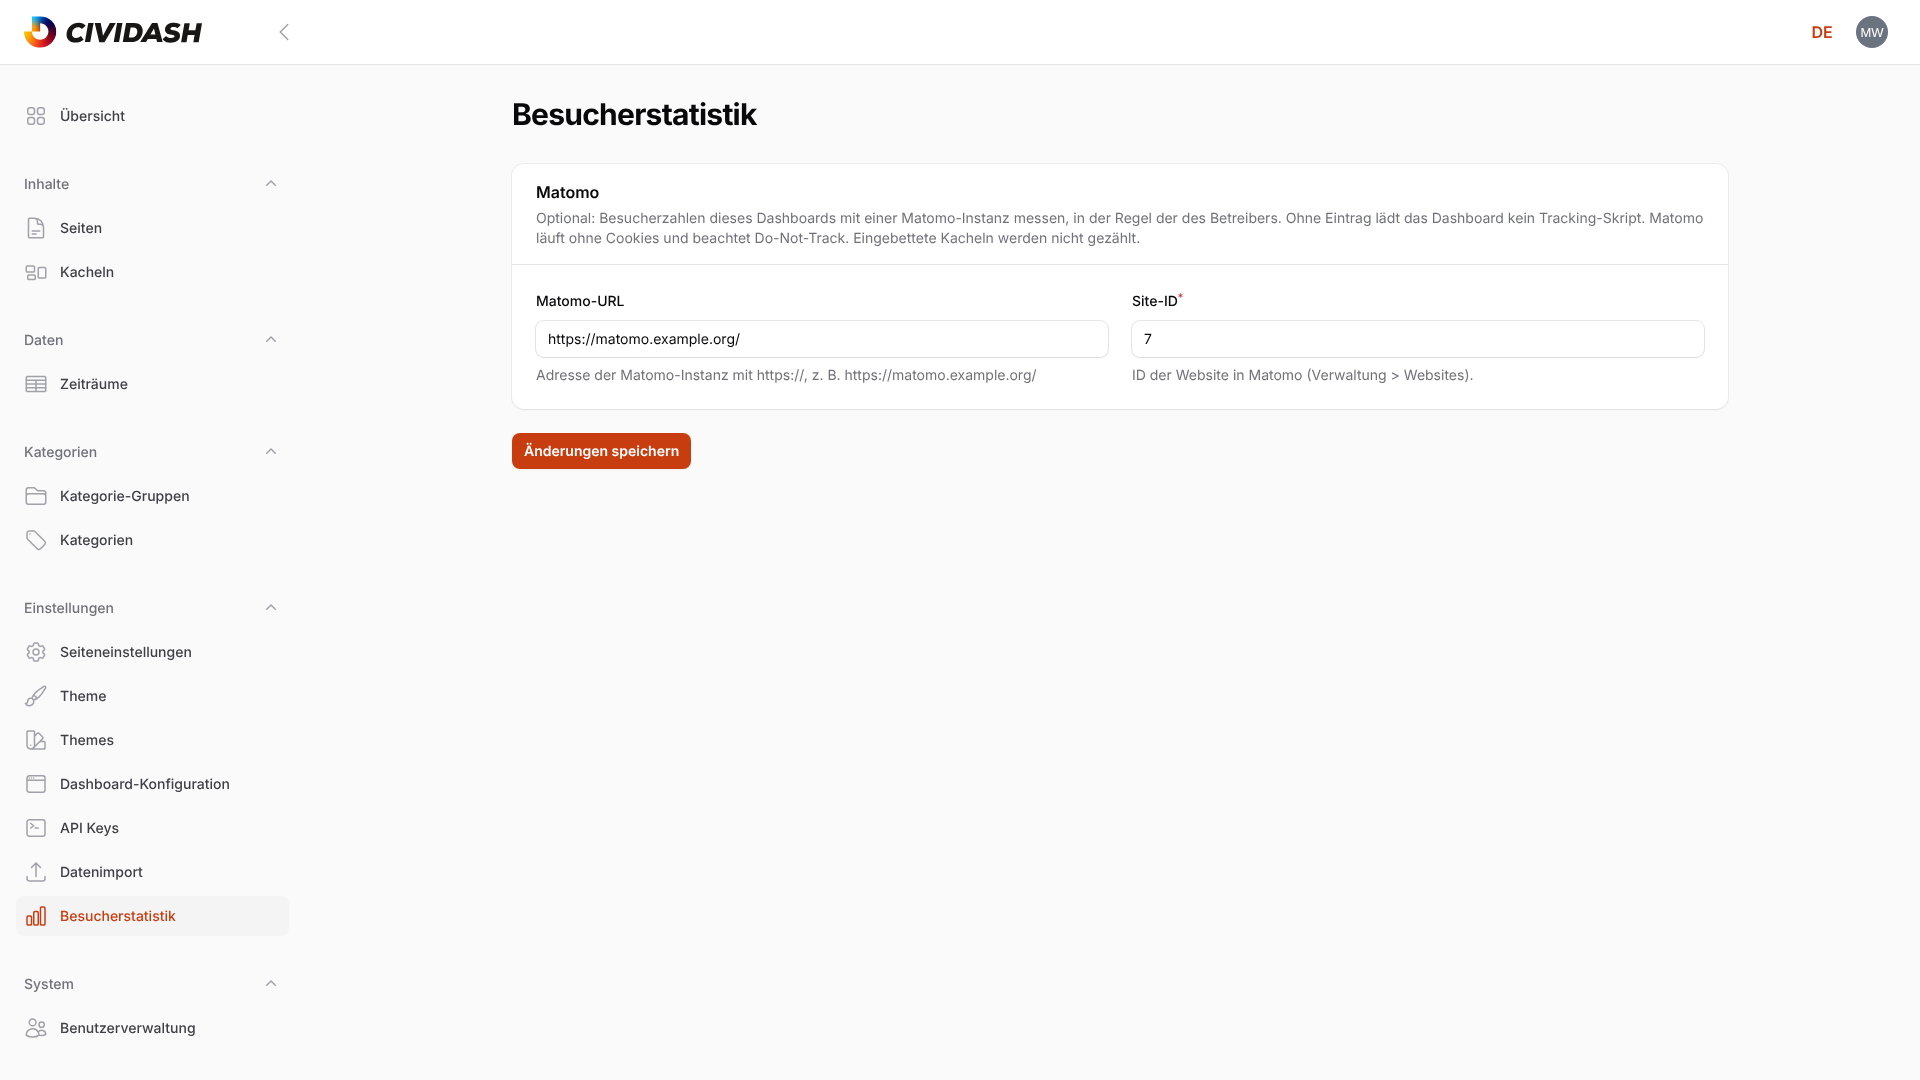 CIVIDASH
DE
MW
Übersicht
Inhalte
Seiten
Kacheln
Daten
Zeiträume
Kategorien
Kategorie-Gruppen
Kategorien
Einstellungen
Seiteneinstellungen
Theme
Themes
Dashboard-Konfiguration
API Keys
Datenimport
Besucherstatistik
System
Benutzerverwaltung
Besucherstatistik
Matomo
Optional: Besucherzahlen dieses Dashboards mit einer Matomo-Instanz messen, in der Regel der des Betreibers. Ohne Eintrag lädt das Dashboard kein Tracking-Skript. Matomo
läuft ohne Cookies und beachtet Do-Not-Track. Eingebettete Kacheln werden nicht gezählt.
Matomo-URL
https://matomo.example.org/
Adresse der Matomo-Instanz mit https://, z. B. https://matomo.example.org/
Site-ID*
7
ID der Website in Matomo (Verwaltung > Websites).
Änderungen speichern